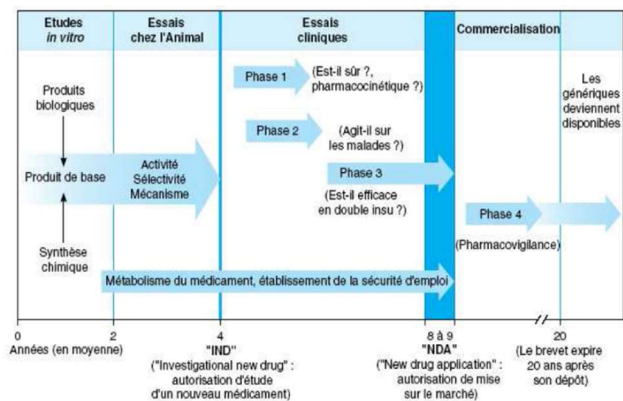 Etudes
in vitro
Essais
chez l'Animal
Essais
cliniques
Commercialisation
Produits
biologiques
Produit de base
Synthèse
chimique
Activité
Sélectivité
Mécanisme
Phase 1
(Est-il sûr ?,
pharmacocinétique ?)
Phase 2
(Agit-il sur
les malades ?)
Phase 3
(Est-il efficace
en double insu ?)
Les
génériques
deviennent
disponibles
Phase 4
(Pharmacovigilance)
Métabolisme du médicament, établissement de la sécurité d'emploi
0
2
4
8 à 9
20
Années (en moyenne)
"IND"
("Investigational new drug" :
autorisation d'étude
d'un nouveau médicament)
"NDA"
("New drug application" :
autorisation de mise
sur le marché)
(Le brevet expire
20 ans après
son dépôt)